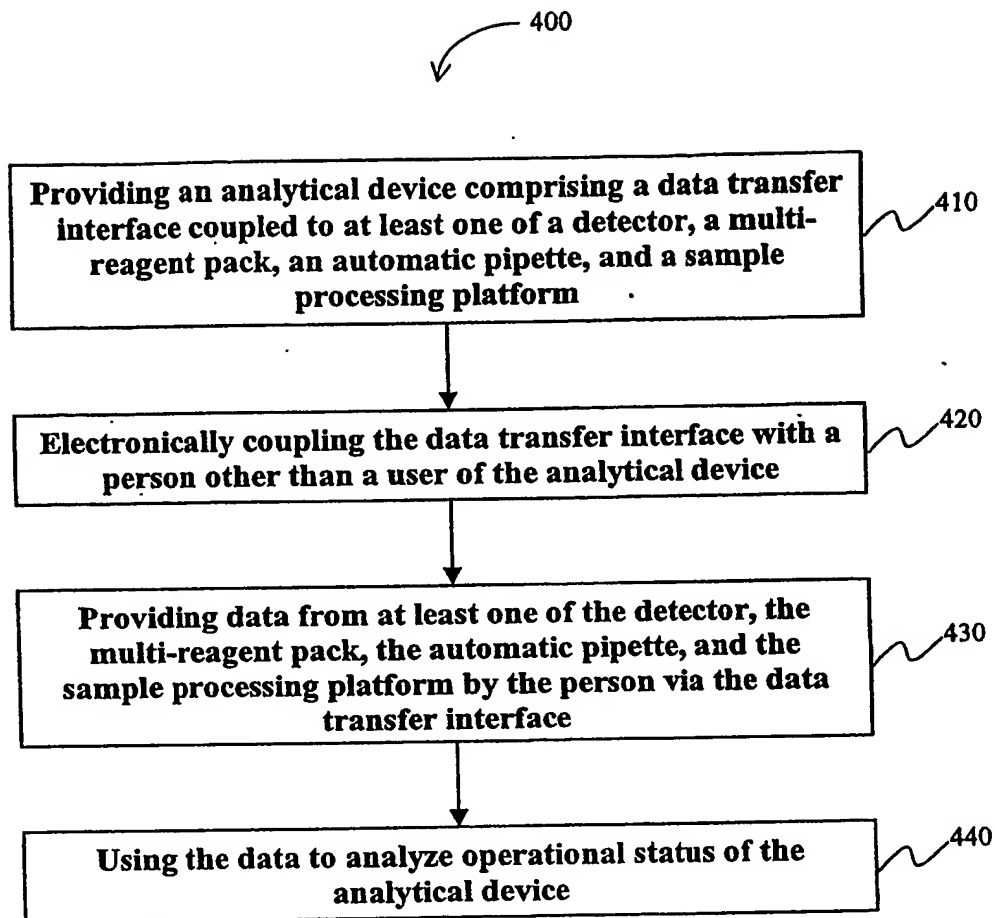 400
Providing an analytical device comprising a data transfer
interface coupled to at least one of a detector, a multi-
reagent pack, an automatic pipette, and a sample
processing platform
410
Electronically coupling the data transfer interface with a
person other than a user of the analytical device
420
Providing data from at least one of the detector, the
multi-reagent pack, the automatic pipette, and the
sample processing platform by the person via the data
transfer interface
430
Using the data to analyze operational status of the
analytical device
440